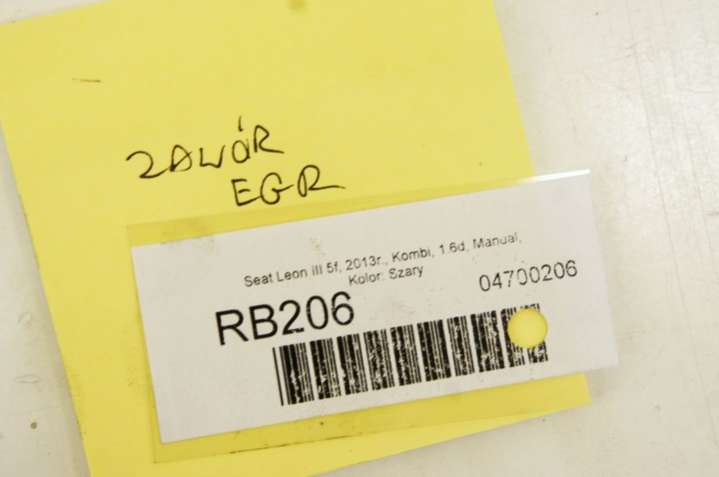 ZAWÓR
EGR
Seat Leon III 5f, 2013r., Kombi, 1.6d, Manual,
Kolor: Szary
04700206
RB206